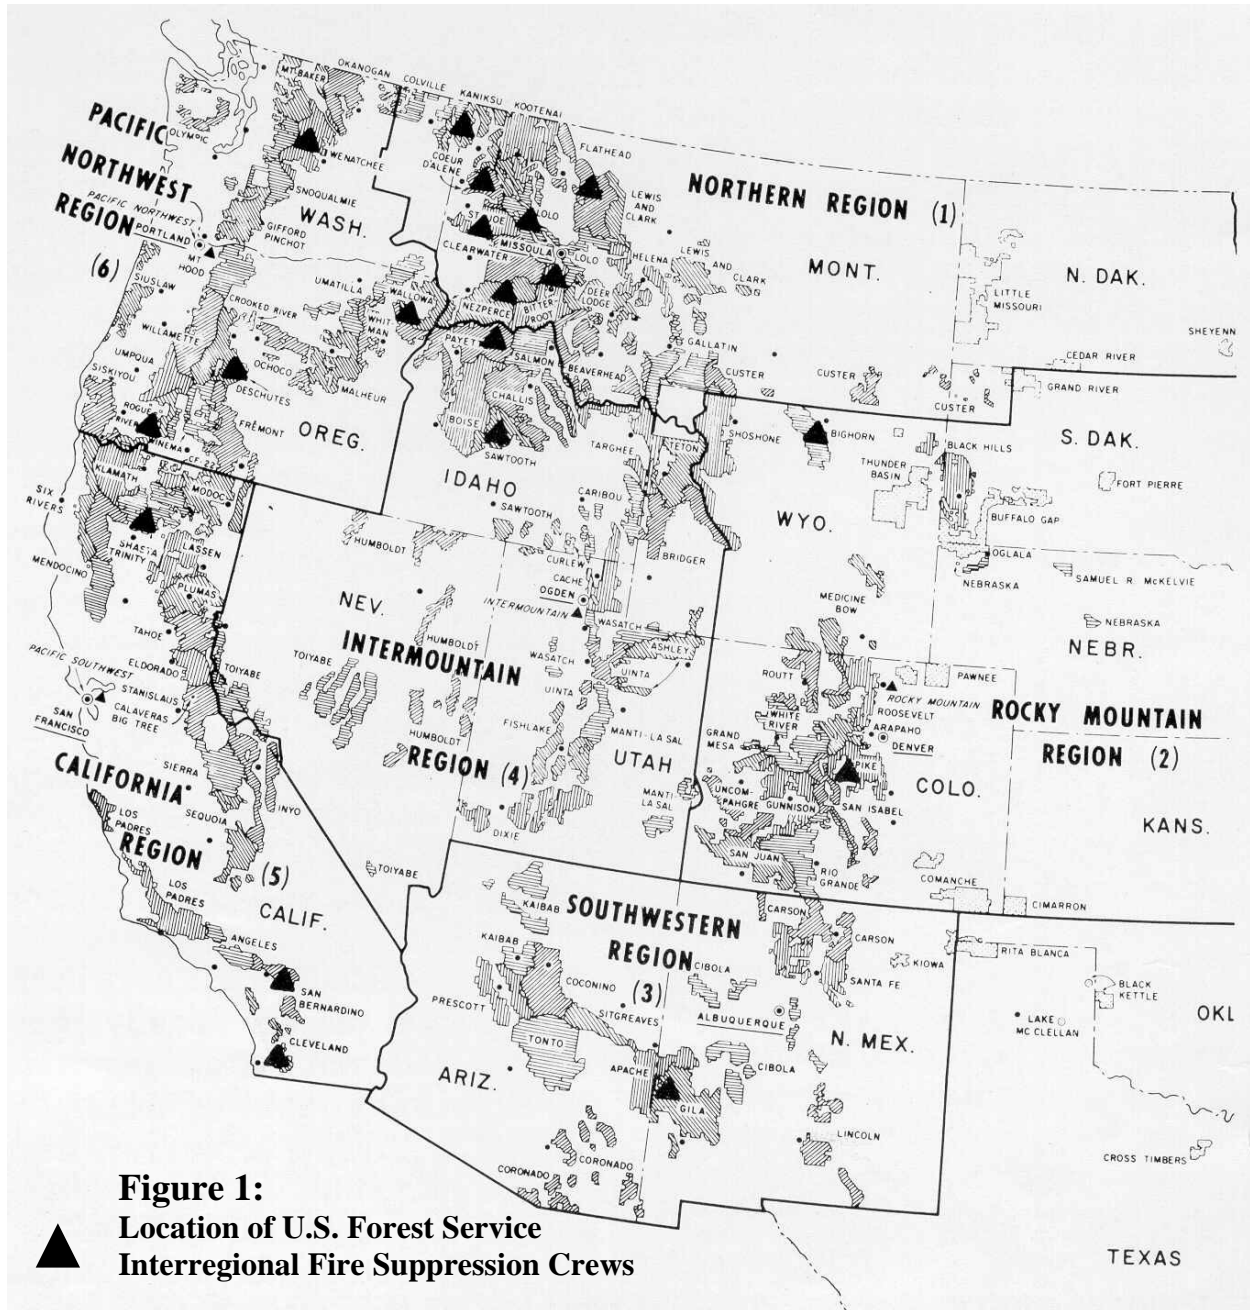 MT. BAKER
OKANOGAN
COLVILLE
KANIKSU
KOOTENAI
PACIFIC
NORTHWEST
REGION
(6)
OLYMPIC
WENATCHEE
SNOQUALMIE
WASH.
PACIFIC NORTHWEST
PORTLAND
GIFFORD
PINCHOT
MT
HOOD
COEUR
D'ALENE
FLATHEAD
ST. JOE
LOLO
LEWIS
AND
CLARK
NORTHERN REGION (1)
CLEARWATER
MISSOULA
LOLO
HELENA
LEWIS
AND
CLARK
MONT.
N. DAK.
LITTLE
MISSOURI
SHEYENN
SIUSLAW
UMATILLA
WALLOWA
WHIT
MAN
NEZPERCE
BITTER-
ROOT
DEER
LODGE
CROOKED RIVER
WILLAMETTE
OCHOCO
MALHEUR
PAYET
SALMON
BEAVERHEAD
GALLATIN
CUSTER
CUSTER
CUSTER
CEDAR RIVER
GRAND RIVER
UMPQUA
SISKIYOU
DESCHUTES
ROGUE
RIVER
WINEMA
FREMONT
OREG.
CHALLIS
BOISE
SAWTOOTH
TARGHEE
TETON
SHOSHONE
BIGHORN
BLACK HILLS
S. DAK.
THUNDER
BASIN
FORT PIERRE
BUFFALO GAP
KLAMATH
MODOC
SIX
RIVERS
IDAHO
SAWTOOTH
CARIBOU
WYO.
SHASTA
TRINITY
LASSEN
MENDOCINO
PLUMAS
HUMBOLDT
CURLEW
CACHE
OGDEN
INTERMOUNTAIN
BRIDGER
OGLALA
NEBRASKA
SAMUEL R. McKELVIE
MEDICINE
BOW
NEBRASKA
NEBR.
NEV.
INTERMOUNTAIN
REGION (4)
HUMBOLDT
TOIYABE
WASATCH
WASATCH
ASHLEY
UINTA
UINTA
TAHOE
PACIFIC SOUTHWEST
ELDORADO
TOIYABE
STANISLAUS
CALAVERAS
BIG TREE
SAN
FRANCISCO
HUMBOLDT
FISHLAKE
MANTI-LA SAL
UTAH
MANTI
LA SAL
DIXIE
ROUTT
PAWNEE
ROCKY MOUNTAIN
ROOSEVELT
ARAPAHO
DENVER
WHITE
RIVER
GRAND
MESA
PIKE
ROCKY MOUNTAIN
REGION (2)
UNCOM-
PAHGRE
GUNNISON
SAN ISABEL
COLO.
KANS.
SAN JUAN
RIO
GRANDE
COMANCHE
CIMARRON
CALIFORNIA
REGION
(5)
SIERRA
INYO
SEQUOIA
LOS
PADRES
LOS
PADRES
CALIF.
TOIYABE
ANGELES
SAN
BERNARDINO
CLEVELAND
KAIBAB
KAIBAB
SOUTHWESTERN
REGION
(3)
COCONINO
PRESCOTT
SITGREAVES
TONTO
CIBOLA
ALBUQUERQUE
CARSON
CARSON
KIOWA
SANTA FE
RITA BLANCA
BLACK
KETTLE
LAKE
MC CLELLAN
OKL
N. MEX.
ARIZ.
APACHE
GILA
CIBOLA
LINCOLN
CORONADO
CORONADO
CROSS TIMBERS
TEXAS
Figure 1:
Location of U.S. Forest Service
Interregional Fire Suppression Crews